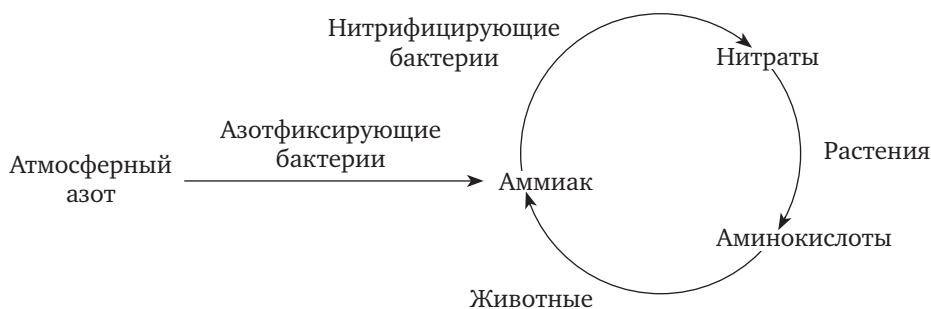 Нитрифицирующие
бактерии
Нитраты
Азотфиксирующие
бактерии
Растения
Атмосферный
азот
Аммиак
Аминокислоты
Животные